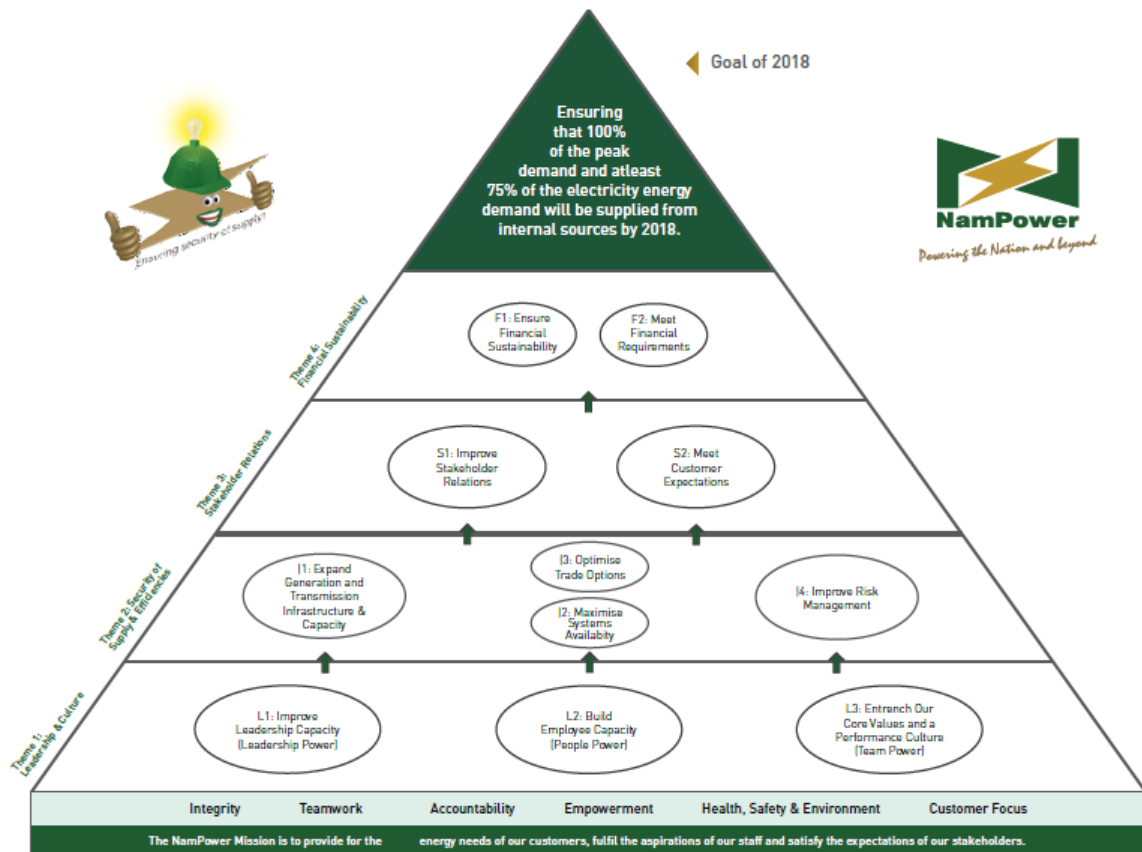 Goal of 2018
Ensuring
that 100%
of the peak
demand and atleast
75% of the electricity energy
demand will be supplied from
internal sources by 2018.
Ensuring security of supply!
NamPower
Powering the Nation and beyond
Theme 4:
Financial Sustainability
F1: Ensure
Financial
Sustainability
F2: Meet
Financial
Requirements
Theme 3:
Stakeholder Relations
S1: Improve
Stakeholder
Relations
S2: Meet
Customer
Expectations
Theme 2: Security of
Supply & Efficiencies
I1: Expand
Generation and
Transmission
Infrastructure &
Capacity
I3: Optimise
Trade Options
I2: Maximise
Systems
Availabity
I4: Improve Risk
Management
Theme 1:
Leadership & Culture
L1: Improve
Leadership Capacity
(Leadership Power)
L2: Build
Employee Capacity
(People Power)
L3: Entrench Our
Core Values and a
Performance Culture
(Team Power)
Integrity Teamwork Accountability Empowerment Health, Safety & Environment Customer Focus
The NamPower Mission is to provide for the energy needs of our customers, fulfil the aspirations of our staff and satisfy the expectations of our stakeholders.